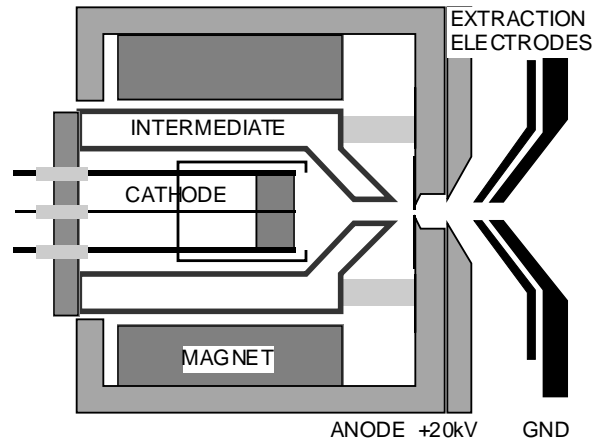 EXTRACTION
ELECTRODES
INTERMEDIATE
CATHODE
MAGNET
ANODE +20kV GND